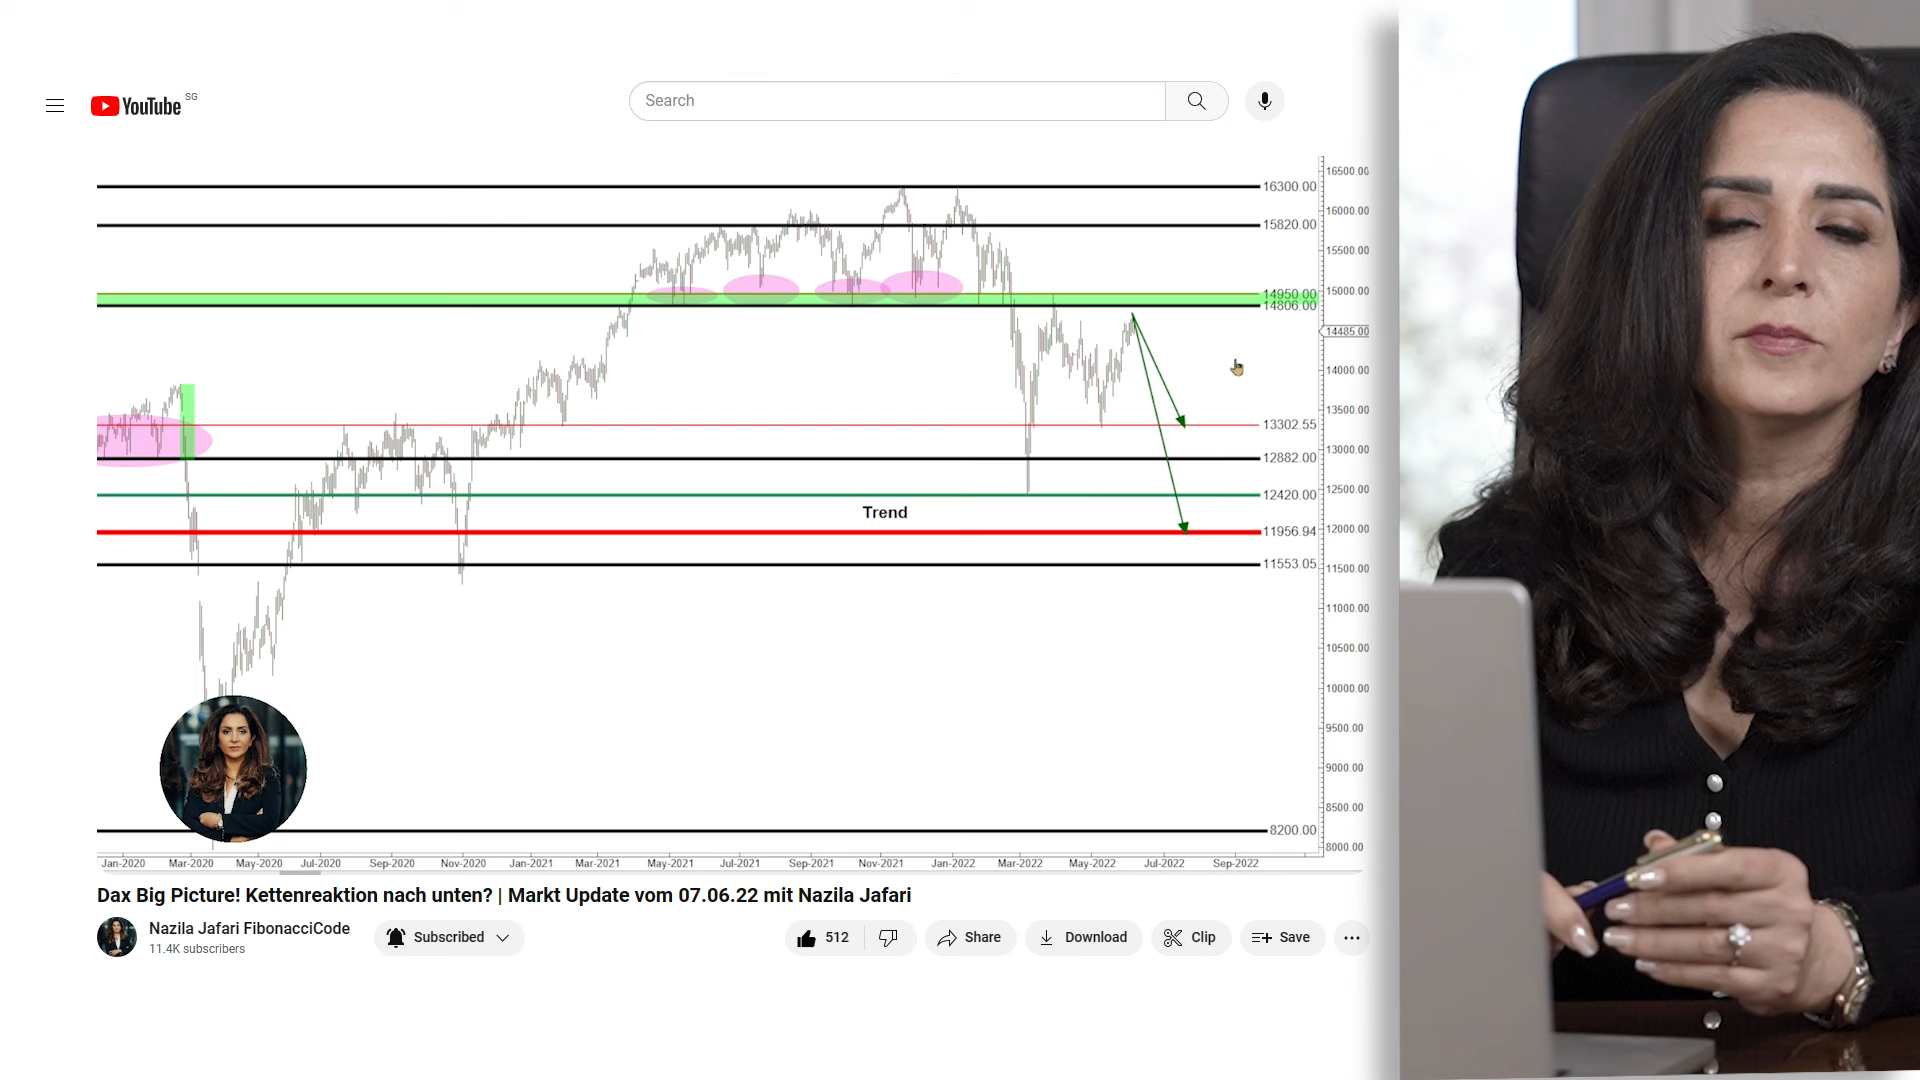 YouTube SG
Search
16300.00
15820.00
14950.00
14806.00
13302.55
12882.00
12420.00
Trend
11956.94
11553.05
8200.00
16500.00
16000.00
15500.00
15000.00
14485.00
14000.00
13500.00
13000.00
12500.00
12000.00
11500.00
11000.00
10500.00
10000.00
9500.00
9000.00
8500.00
8000.00
Jan-2020 Mar-2020 May-2020 Jul-2020 Sep-2020 Nov-2020 Jan-2021 Mar-2021 May-2021 Jul-2021 Sep-2021 Nov-2021 Jan-2022 Mar-2022 May-2022 Jul-2022 Sep-2022
Dax Big Picture! Kettenreaktion nach unten? | Markt Update vom 07.06.22 mit Nazila Jafari
Nazila Jafari FibonacciCode
11.4K subscribers
Subscribed
512
Share
Download
Clip
Save